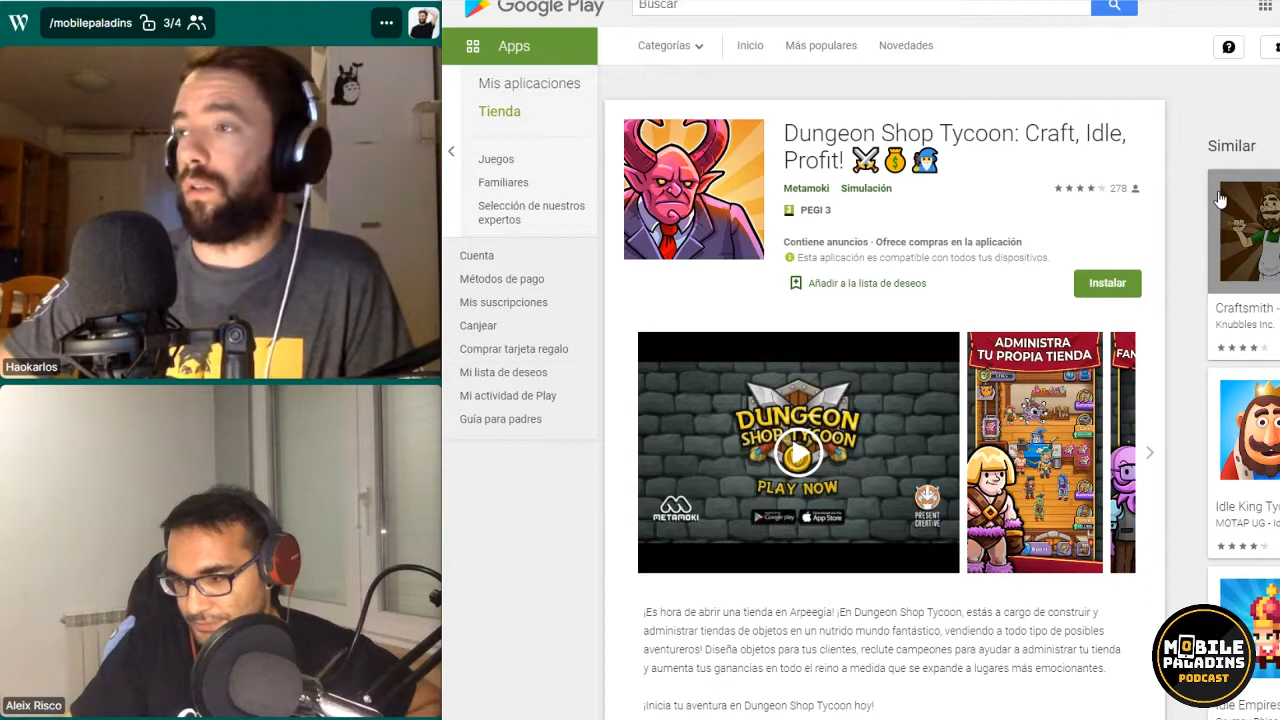 /mobilepaladins 3/4
Haokarlos
Aleix Risco
Google Play
Buscar
Apps
Categorías
Inicio
Más populares
Novedades
Mis aplicaciones
Tienda
Juegos
Familiares
Selección de nuestros
expertos
Cuenta
Métodos de pago
Mis suscripciones
Canjear
Comprar tarjeta regalo
Mi lista de deseos
Mi actividad de Play
Guía para padres
Dungeon Shop Tycoon: Craft, Idle,
Profit! ⚔️💰🧙‍♂️
Metamoki Simulación
278
3 PEGI 3
Contiene anuncios · Ofrece compras en la aplicación
Esta aplicación es compatible con todos tus dispositivos.
Añadir a la lista de deseos
Instalar
DUNGEON
SHOP TYCOON
PLAY NOW
METAMOKI
Google play
App Store
PRESENT
CREATIVE
ADMINISTRA
TU PROPIA TIENDA
¡Es hora de abrir una tienda en Arpeegia! ¡En Dungeon Shop Tycoon, estás a cargo de construir y
administrar tiendas de objetos en un nutrido mundo fantástico, vendiendo a todo tipo de posibles
aventureros! Diseña objetos para tus clientes, reclute campeones para ayudar a administrar tu tienda
y aumenta tus ganancias en todo el reino a medida que se expande a lugares más emocionantes.
¡Inicia tu aventura en Dungeon Shop Tycoon hoy!
Similar
Craftsmith -
Knubbles Inc.
Idle King Ty
MOTAP UG - Id
Idle Empires
MOBILE
PALADINS
PODCAST